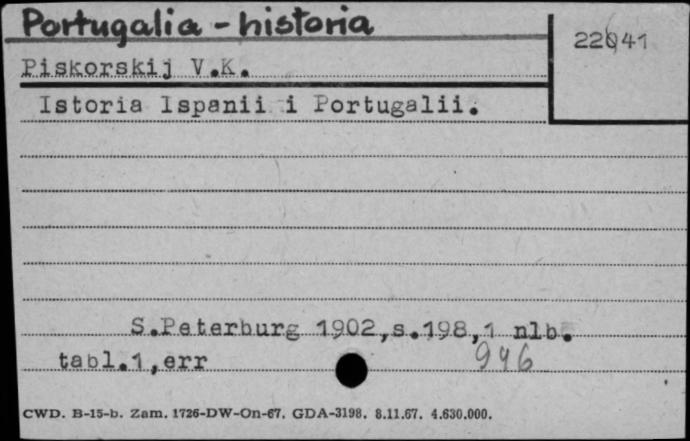 Portugalia - historia
22641
Piskorskij V.K.
Istoria Ispanii i Portugalii.
S.Peterburg 1902,s.198,1 nlb.
tabl.1,err
946
CWD. B-15-b. Zam. 1726-DW-On-67. GDA-3198. 8.11.67. 4.630.000.